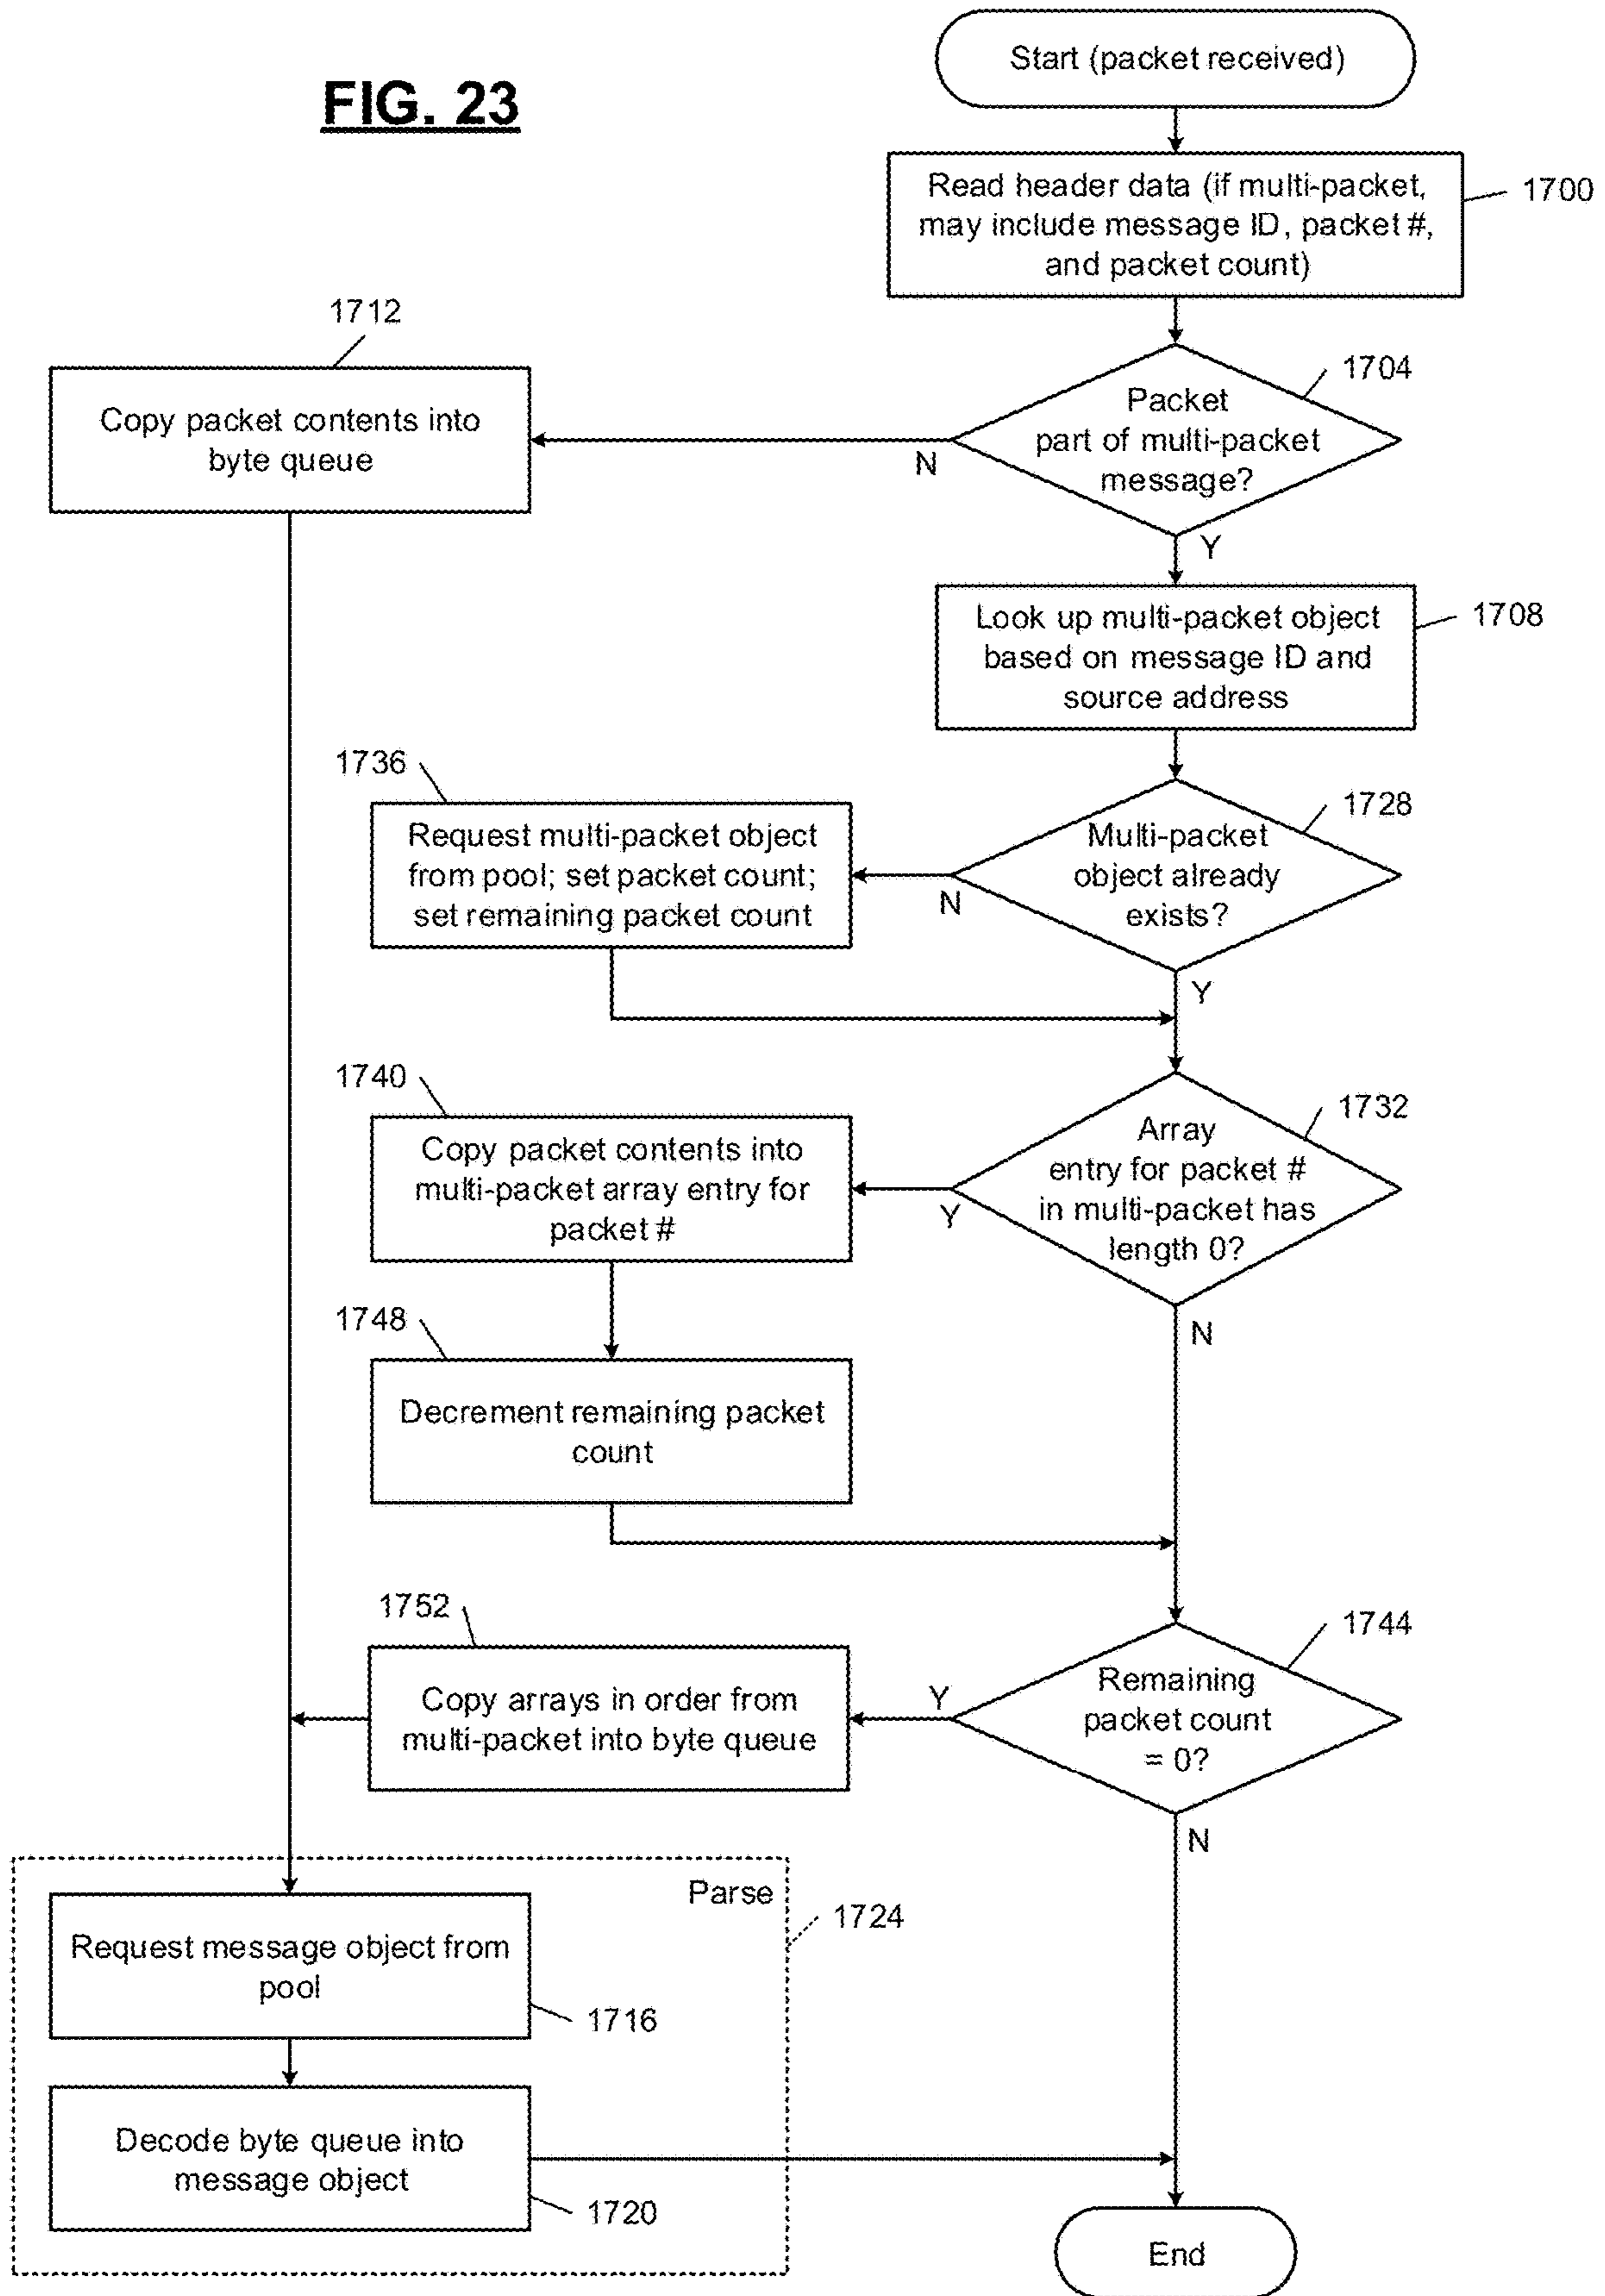 FIG. 23
Start (packet received)
Read header data (if multi-packet,
may include message ID, packet #,
and packet count)
1700
1712
Copy packet contents into
byte queue
1704
Packet
part of multi-packet
message?
N
Y
Look up multi-packet object
based on message ID and
source address
1708
1736
Request multi-packet object
from pool; set packet count;
set remaining packet count
1728
Multi-packet
object already
exists?
N
Y
1740
Copy packet contents into
multi-packet array entry for
packet #
1732
Array
entry for packet #
in multi-packet has
length 0?
Y
N
1748
Decrement remaining packet
count
1752
Copy arrays in order from
multi-packet into byte queue
1744
Remaining
packet count
= 0?
Y
N
Parse
1724
Request message object from
pool
1716
Decode byte queue into
message object
1720
End